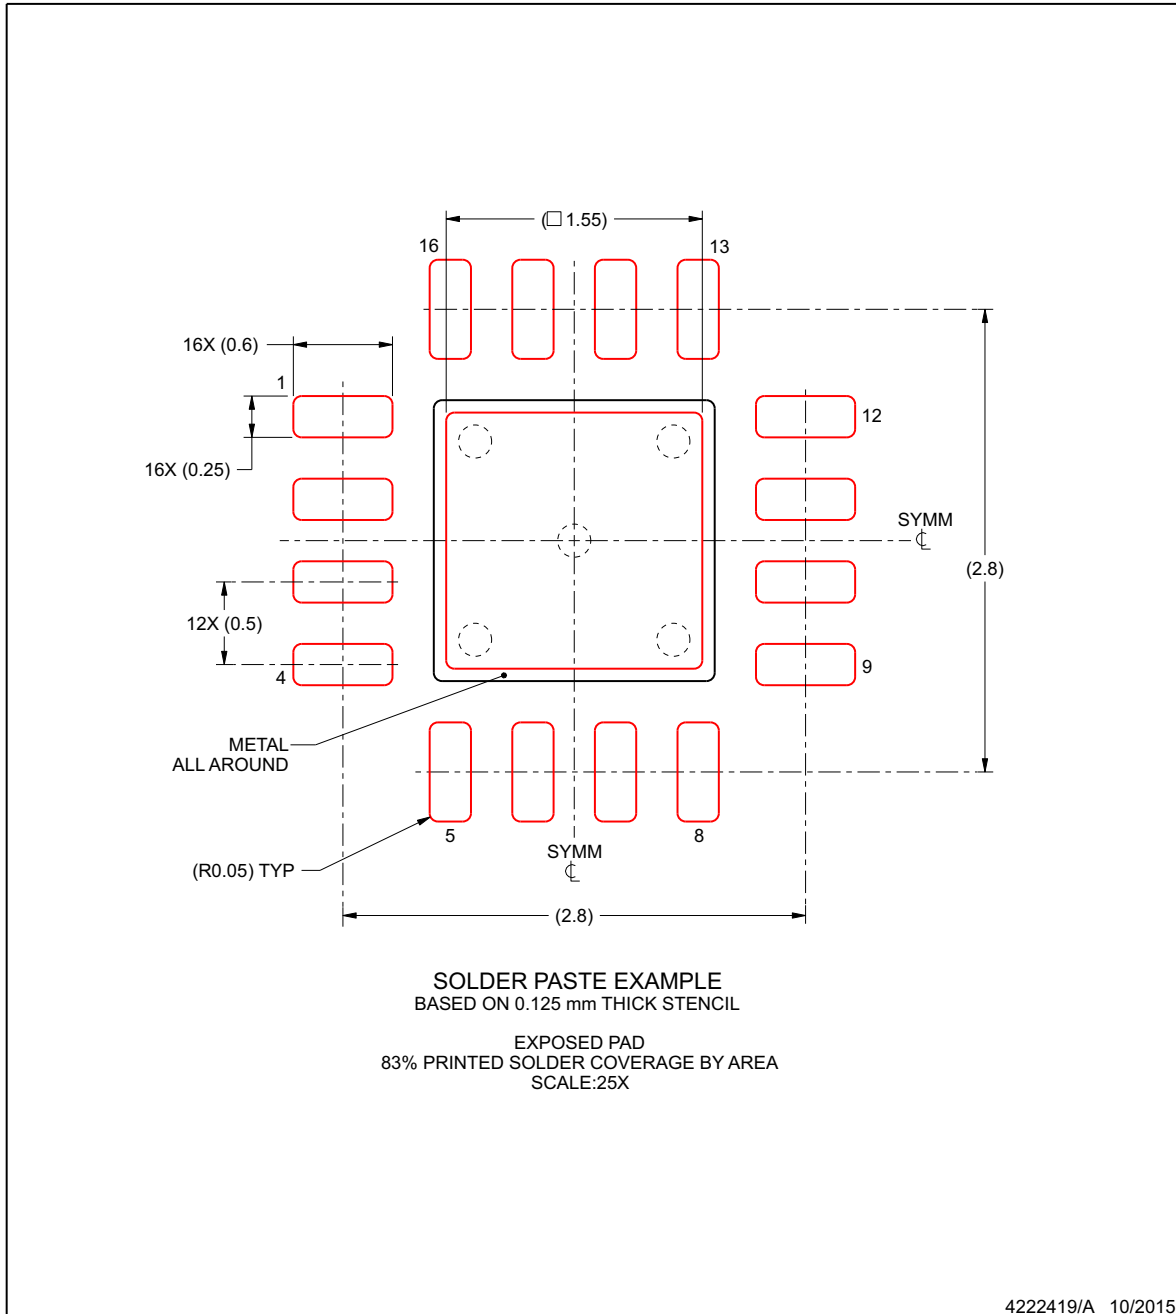 (□ 1.55)
16
13
16X (0.6)
1
12
16X (0.25)
SYMM
℄
(2.8)
12X (0.5)
4
9
METAL
ALL AROUND
5
8
SYMM
℄
(R0.05) TYP
(2.8)
SOLDER PASTE EXAMPLE
BASED ON 0.125 mm THICK STENCIL
EXPOSED PAD
83% PRINTED SOLDER COVERAGE BY AREA
SCALE:25X
4222419/A 10/2015